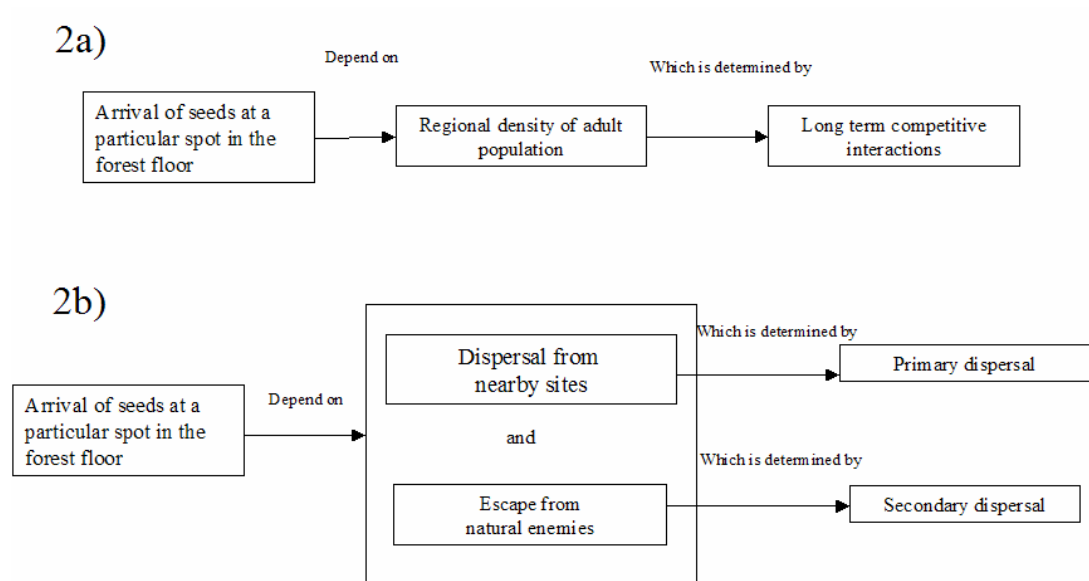 2a)
Depend on
Which is determined by
Arrival of seeds at a
particular spot in the
forest floor
Regional density of adult
population
Long term competitive
interactions
2b)
Which is determined by
Dispersal from
nearby sites
Primary dispersal
Depend on
Arrival of seeds at a
particular spot in the
forest floor
and
Which is determined by
Escape from
natural enemies
Secondary dispersal